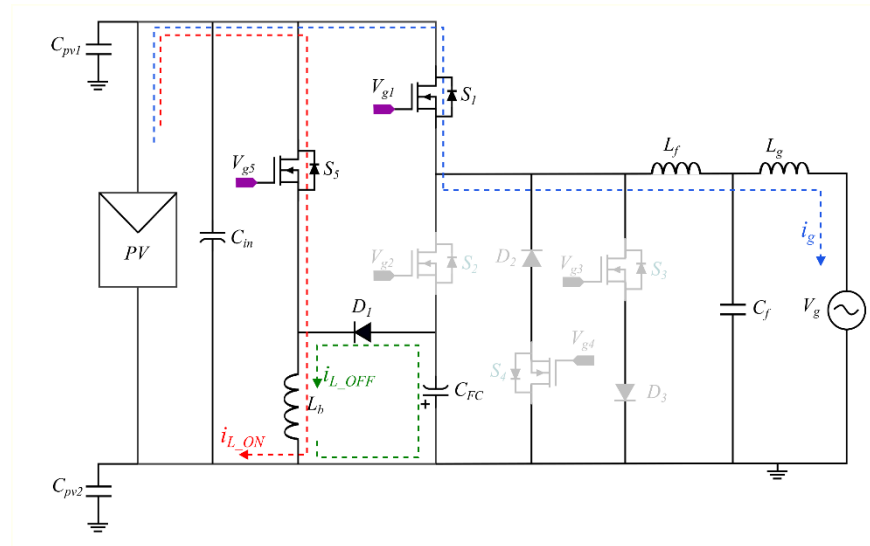 C_pv1
V_g1
S_1
V_g5
S_5
L_f
L_g
PV
C_in
V_g2
S_2
D_2
V_g3
S_3
i_g
D_1
V_g4
S_4
C_f
V_g
i_L_OFF
L_b
C_FC
+
D_3
i_L_ON
C_pv2